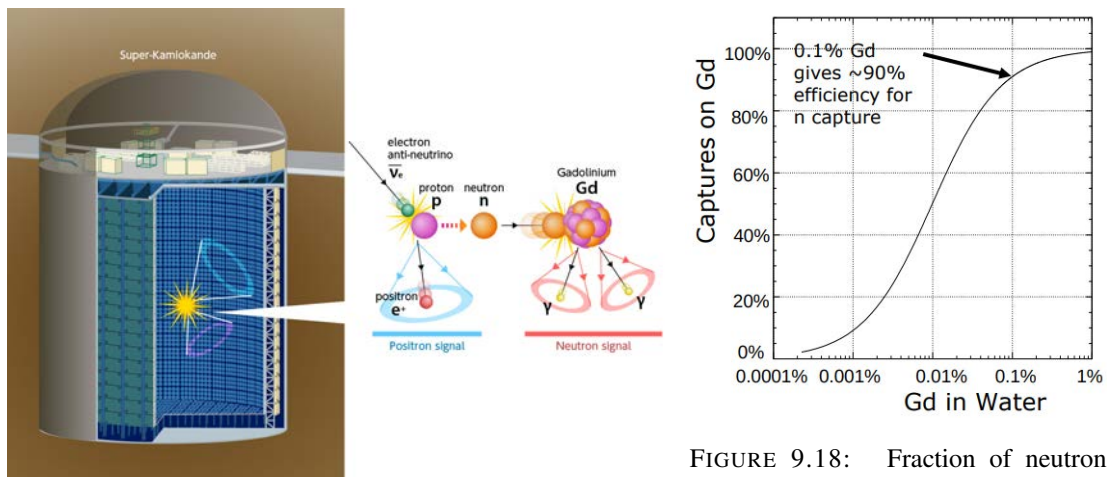 Super-Kamiokande
electron
anti-neutrino
ν̅e
proton
p
neutron
n
Gadolinium
Gd
positron
e+
γ
γ
Positron signal
Neutron signal
Captures on Gd
100%
80%
60%
40%
20%
0%
0.1% Gd
gives ~90%
efficiency for
n capture
0.0001% 0.001% 0.01% 0.1% 1%
Gd in Water
FIGURE 9.18: Fraction of neutron